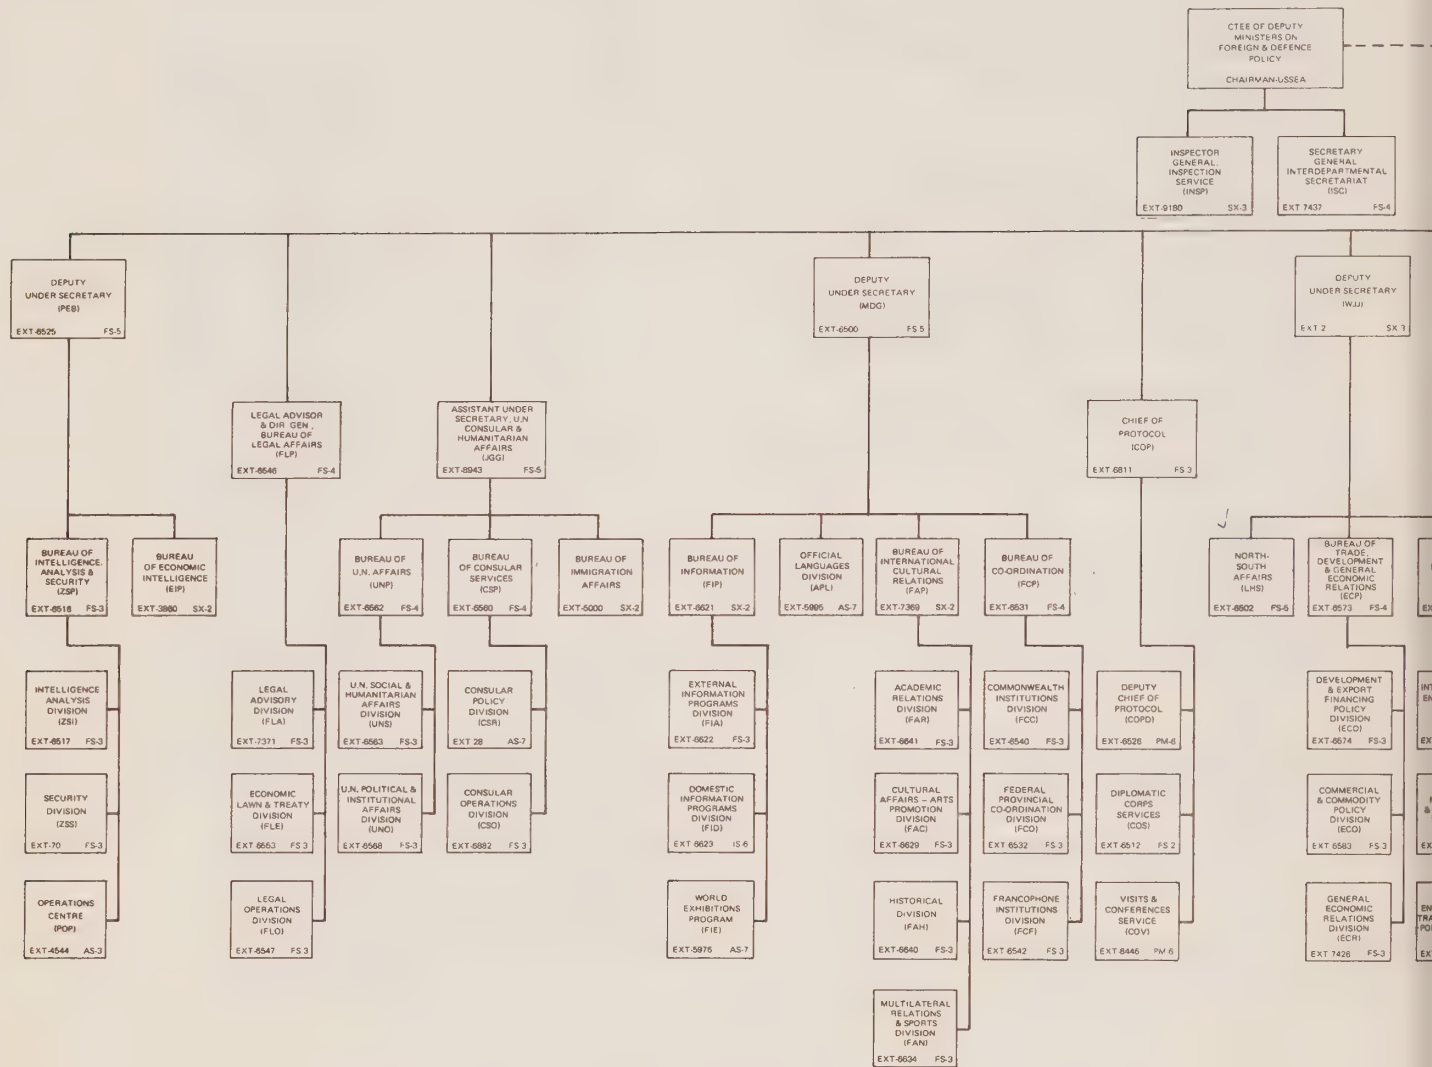 CTEE OF DEPUTY
MINISTERS ON
FOREIGN & DEFENCE
POLICY
CHAIRMAN-USSEA
INSPECTOR
GENERAL,
INSPECTION
SERVICE
(INSP)
EXT-9180 SX-3
SECRETARY
GENERAL
INTERDEPARTMENTAL
SECRETARIAT
(ISC)
EXT 7437 FS-4
DEPUTY
UNDER SECRETARY
(PEB)
EXT-6525 FS-5
DEPUTY
UNDER SECRETARY
(MDG)
EXT-6500 FS 5
DEPUTY
UNDER SECRETARY
(WJJ)
EXT 2 SX 3
LEGAL ADVISOR
& DIR GEN,
BUREAU OF
LEGAL AFFAIRS
(FLP)
EXT-6546 FS-4
ASSISTANT UNDER
SECRETARY, U.N
CONSULAR &
HUMANITARIAN
AFFAIRS
(JGG)
EXT-8943 FS-5
CHIEF OF
PROTOCOL
(COP)
EXT 6811 FS 3
BUREAU OF
INTELLIGENCE,
ANALYSIS &
SECURITY
(ZSP)
EXT-6516 FS-3
BUREAU
OF ECONOMIC
INTELLIGENCE
(EIP)
EXT-3860 SX-2
BUREAU OF
U.N. AFFAIRS
(UNP)
EXT-6562 FS-4
BUREAU
OF CONSULAR
SERVICES
(CSP)
EXT-6560 FS-4
BUREAU OF
IMMIGRATION
AFFAIRS
EXT-5000 SX-2
BUREAU OF
INFORMATION
(FIP)
EXT-6621 SX-2
OFFICIAL
LANGUAGES
DIVISION
(APL)
EXT-5995 AS-7
BUREAU OF
INTERNATIONAL
CULTURAL
RELATIONS
(FAP)
EXT-7369 SX-2
BUREAU OF
CO-ORDINATION
(FCP)
EXT-6531 FS-4
NORTH-
SOUTH
AFFAIRS
(LHS)
EXT-6502 FS-5
BUREAU OF
TRADE,
DEVELOPMENT
& GENERAL
ECONOMIC
RELATIONS
(ECP)
EXT-6573 FS-4
INTELLIGENCE
ANALYSIS
DIVISION
(ZSI)
EXT-6517 FS-3
LEGAL
ADVISORY
DIVISION
(FLA)
EXT-7371 FS-3
U.N. SOCIAL &
HUMANITARIAN
AFFAIRS
DIVISION
(UNS)
EXT-6563 FS-3
CONSULAR
POLICY
DIVISION
(CSR)
EXT 28 AS-7
EXTERNAL
INFORMATION
PROGRAMS
DIVISION
(FIA)
EXT-6622 FS-3
ACADEMIC
RELATIONS
DIVISION
(FAR)
EXT-6641 FS-3
COMMONWEALTH
INSTITUTIONS
DIVISION
(FCC)
EXT-6540 FS-3
DEPUTY
CHIEF OF
PROTOCOL
(COPD)
EXT-6526 PM-6
DEVELOPMENT
& EXPORT
FINANCING
POLICY
DIVISION
EXT-6574 FS-3
SECURITY
DIVISION
(ZSS)
EXT-70 FS-3
ECONOMIC
LAWN & TREATY
DIVISION
(FLE)
EXT 6553 FS 3
U.N. POLITICAL &
INSTITUTIONAL
AFFAIRS
DIVISION
(UNO)
EXT-6568 FS-3
CONSULAR
OPERATIONS
DIVISION
(CSO)
EXT-6882 FS 3
DOMESTIC
INFORMATION
PROGRAMS
DIVISION
(FID)
EXT 6623 IS-6
CULTURAL
AFFAIRS – ARTS
PROMOTION
DIVISION
(FAC)
EXT-6629 FS-3
FEDERAL
PROVINCIAL
CO-ORDINATION
DIVISION
(FCO)
EXT 6532 FS 3
DIPLOMATIC
CORPS
SERVICES
(COS)
EXT 6512 FS 2
COMMERCIAL
& COMMODITY
POLICY
DIVISION
EXT 6583 FS 3
OPERATIONS
CENTRE
(POP)
EXT-4544 AS-3
LEGAL
OPERATIONS
DIVISION
(FLO)
EXT-6547 FS 3
WORLD
EXHIBITIONS
PROGRAM
(FIE)
EXT-5976 AS-7
HISTORICAL
DIVISION
(FAH)
EXT-6640 FS-3
FRANCOPHONE
INSTITUTIONS
DIVISION
(FCF)
EXT 6542 FS 3
VISITS &
CONFERENCES
SERVICE
(COV)
EXT-8446 PM 6
GENERAL
ECONOMIC
RELATIONS
DIVISION
(ECR)
EXT 7426 FS-3
MULTILATERAL
RELATIONS
& SPORTS
DIVISION
(FAN)
EXT-6634 FS-3